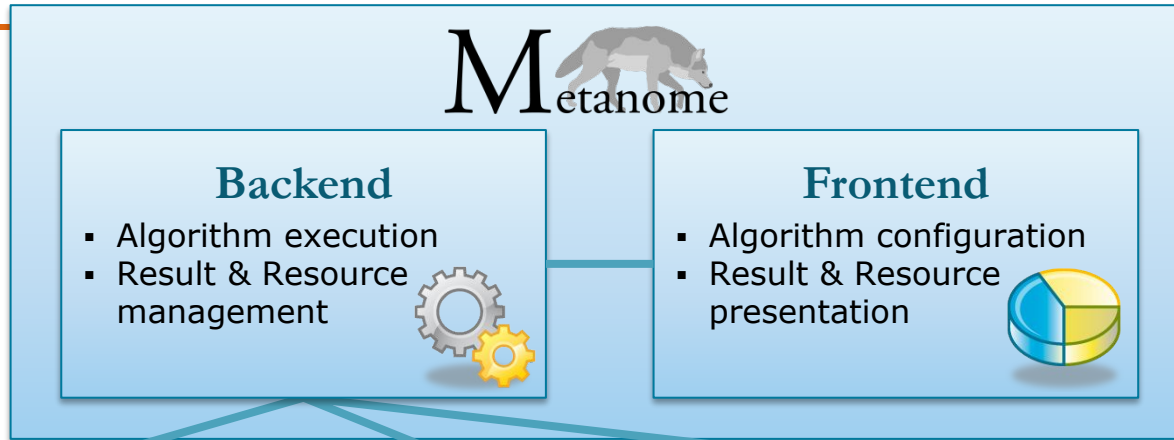 Metanome
Backend
▪ Algorithm execution
▪ Result & Resource
management
Frontend
▪ Algorithm configuration
▪ Result & Resource
presentation